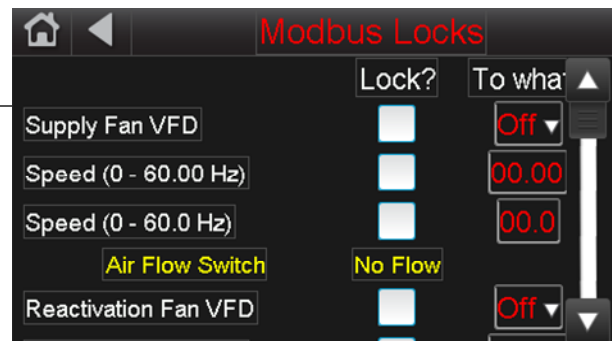 Modbus Locks
Lock? To what
Supply Fan VFD Off
Speed (0 - 60.00 Hz) 00.00
Speed (0 - 60.0 Hz) 00.0
Air Flow Switch No Flow
Reactivation Fan VFD Off